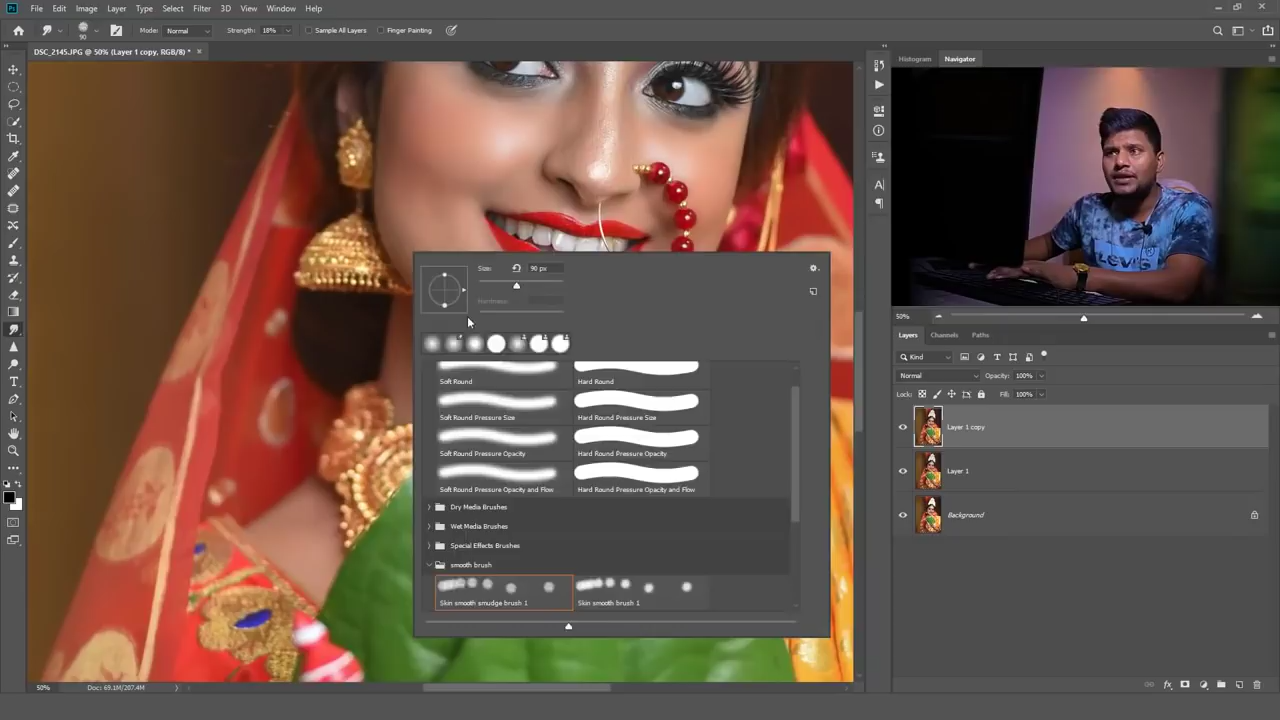 Ps File Edit Image Layer Type Select Filter 3D View Window Help
90 Mode: Normal Strength: 18% Sample All Layers Finger Painting
DSC_2145.JPG @ 50% (Layer 1 copy, RGB/8) * ×
Histogram Navigator
Levi's
Size: 90 px
Hardness:
50%
Layers Channels Paths
Kind
Soft Round Hard Round
Normal Opacity: 100%
Lock: Fill: 100%
Soft Round Pressure Size Hard Round Pressure Size
Layer 1 copy
Soft Round Pressure Opacity Hard Round Pressure Opacity
Layer 1
Soft Round Pressure Opacity and Flow Hard Round Pressure Opacity and Flow
Dry Media Brushes
Background
Wet Media Brushes
Special Effects Brushes
smooth brush
Skin smooth smudge brush 1 Skin smooth brush 1
50% Doc: 69.1M/207.4M
fx